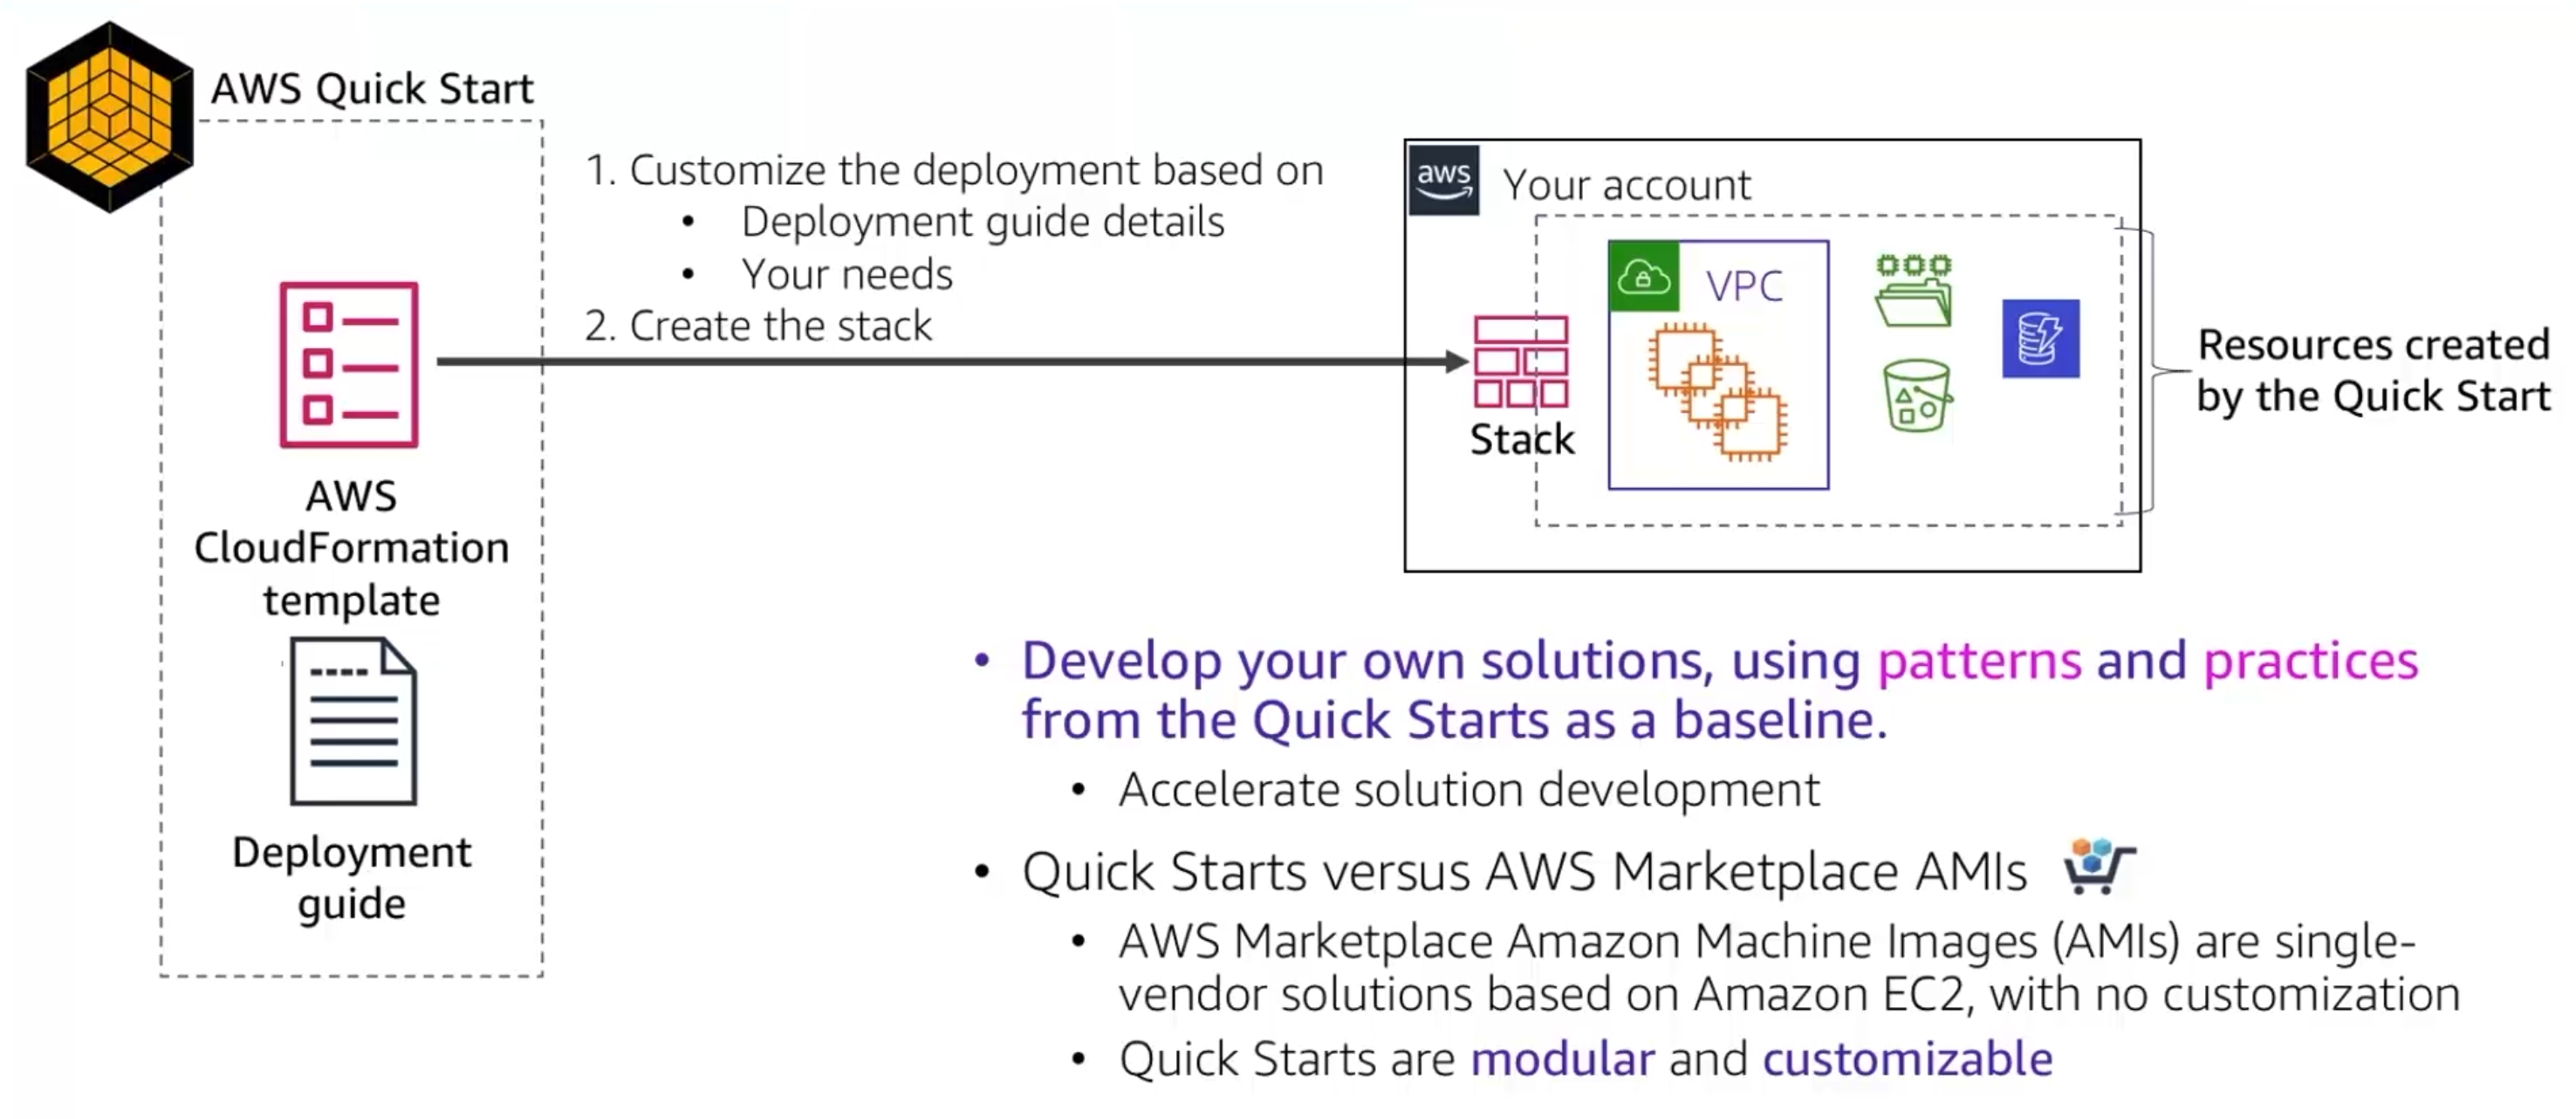 AWS Quick Start
AWS
CloudFormation
template
Deployment
guide
1. Customize the deployment based on
• Deployment guide details
• Your needs
2. Create the stack
aws
Your account
Stack
VPC
Resources created
by the Quick Start
• Develop your own solutions, using patterns and practices
from the Quick Starts as a baseline.
• Accelerate solution development
• Quick Starts versus AWS Marketplace AMIs
• AWS Marketplace Amazon Machine Images (AMIs) are single-
vendor solutions based on Amazon EC2, with no customization
• Quick Starts are modular and customizable